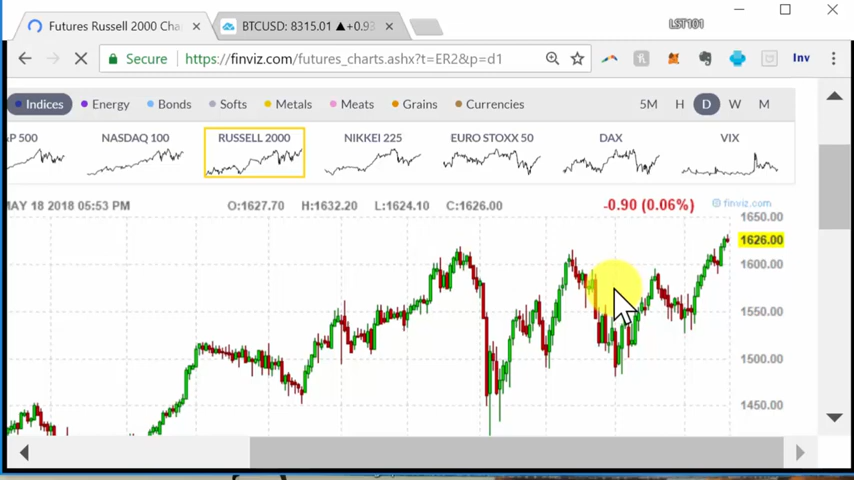 Futures Russell 2000 Cha
BTCUSD: 8315.01 ▲+0.93
LST101
Secure https://finviz.com/futures_charts.ashx?t=ER2&p=d1
Inv
Indices Energy Bonds Softs Metals Meats Grains Currencies 5M H D W M
P 500 NASDAQ 100 RUSSELL 2000 NIKKEI 225 EURO STOXX 50 DAX VIX
MAY 18 2018 05:53 PM O:1627.70 H:1632.20 L:1624.10 C:1626.00 -0.90 (0.06%) finviz.com
1650.00
1626.00
1600.00
1550.00
1500.00
1450.00